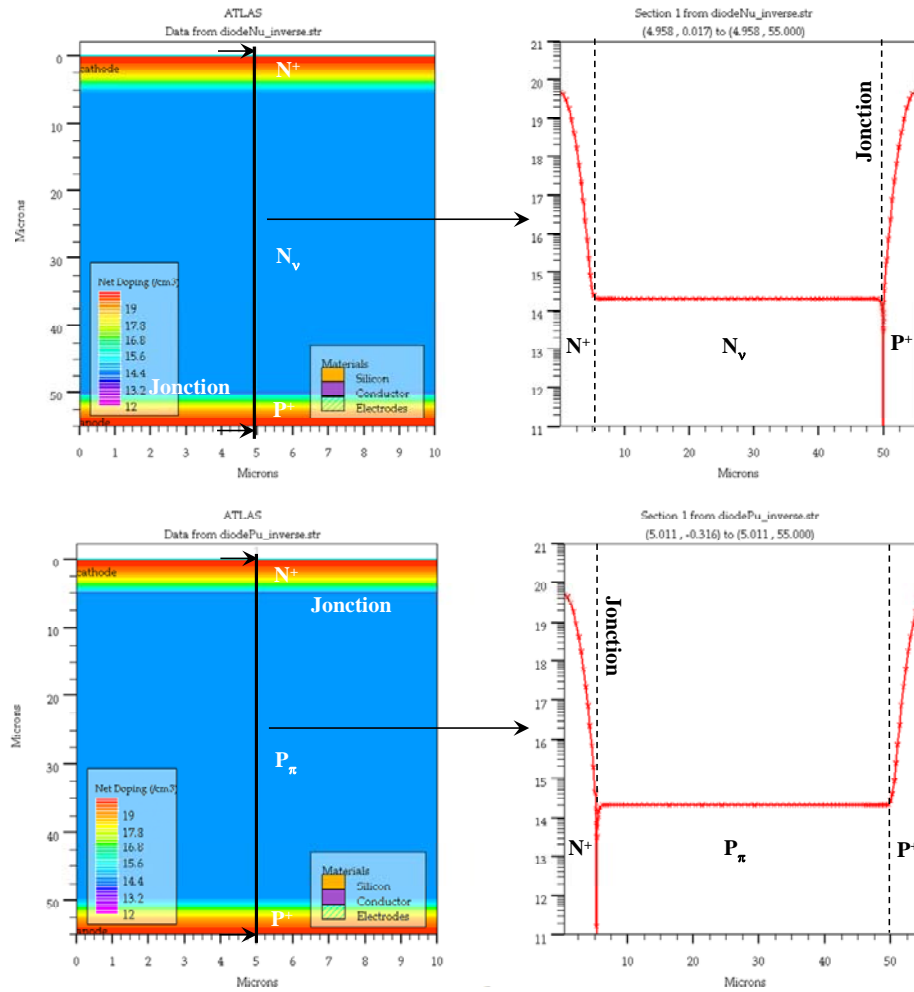 ATLAS
Data from diodeNu_inverse.str
cathode
N+
Nν
Net Doping (/cm3)
19
17.8
16.8
15.6
14.4
13.2
12
Materials
Silicon
Conductor
Electrodes
Jonction
P+
anode
0
10
20
30
40
50
Microns
0 1 2 3 4 5 6 7 8 9 10
Microns
Section 1 from diodeNu_inverse.str
(4.958 , 0.017) to (4.958 , 55.000)
21
20
19
18
17
16
15
14
13
12
11
Jonction
N+
Nν
P+
10 20 30 40 50
Microns
ATLAS
Data from diodePu_inverse.str
cathode
N+
Jonction
Pπ
Net Doping (/cm3)
19
17.8
16.8
15.6
14.4
13.2
12
Materials
Silicon
Conductor
Electrodes
P+
anode
0
10
20
30
40
50
Microns
0 1 2 3 4 5 6 7 8 9 10
Microns
Section 1 from diodePu_inverse.str
(5.011 , -0.316) to (5.011 , 55.000)
21
20
19
18
17
16
15
14
13
12
11
Jonction
N+
Pπ
P+
10 20 30 40 50
Microns